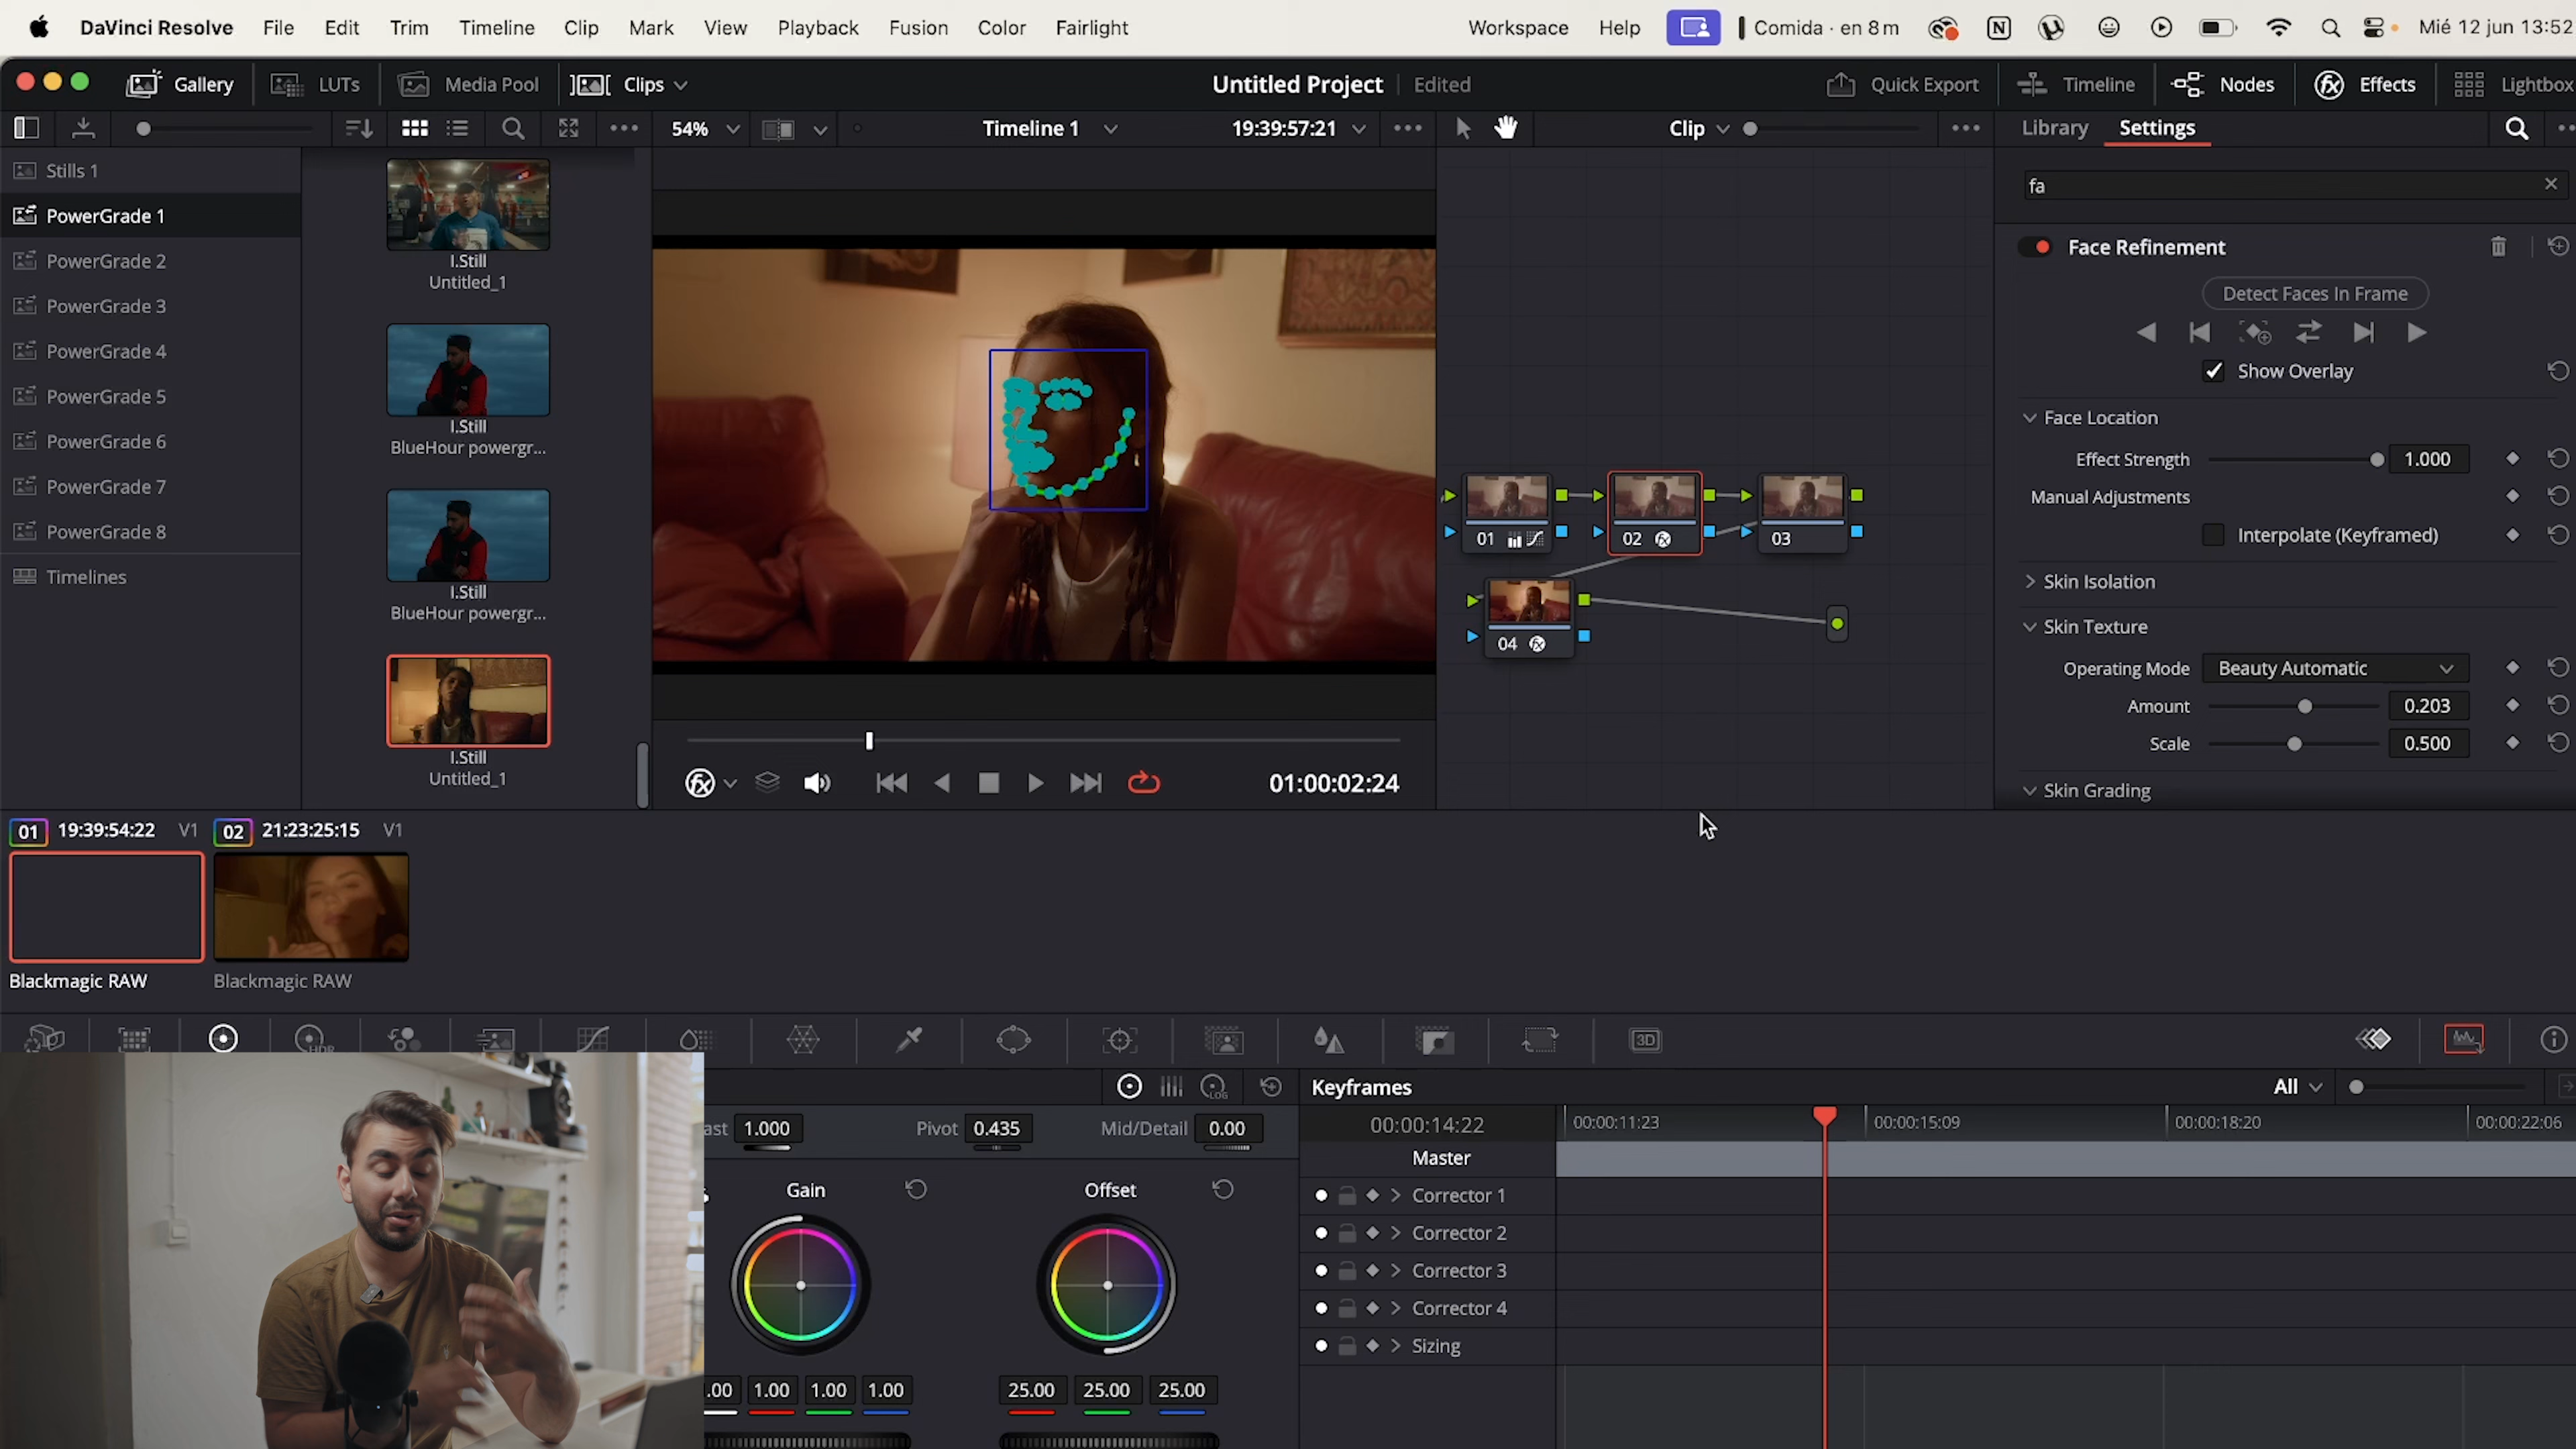 DaVinci Resolve File Edit Trim Timeline Clip Mark View Playback Fusion Color Fairlight Workspace Help Comida · en 8 m Mié 12 jun 13:52
Gallery LUTs Media Pool Clips Untitled Project Edited Quick Export Timeline Nodes Effects Lightbox
54% Timeline 1 19:39:57:21 Clip Library Settings
Stills 1
PowerGrade 1
PowerGrade 2
PowerGrade 3
PowerGrade 4
PowerGrade 5
PowerGrade 6
PowerGrade 7
PowerGrade 8
Timelines
I.Still
Untitled_1
I.Still
BlueHour powergr...
I.Still
BlueHour powergr...
I.Still
Untitled_1
01:00:02:24
01 02 03
04
fa
Face Refinement
Detect Faces In Frame
Show Overlay
Face Location
Effect Strength 1.000
Manual Adjustments
Interpolate (Keyframed)
Skin Isolation
Skin Texture
Operating Mode Beauty Automatic
Amount 0.203
Scale 0.500
Skin Grading
01 19:39:54:22 V1 02 21:23:25:15 V1
Blackmagic RAW Blackmagic RAW
HDR 3D
LOG
ast 1.000 Pivot 0.435 Mid/Detail 0.00
Gain Offset
.00 1.00 1.00 1.00 25.00 25.00 25.00
Keyframes All
00:00:14:22 00:00:11:23 00:00:15:09 00:00:18:20 00:00:22:06
Master
Corrector 1
Corrector 2
Corrector 3
Corrector 4
Sizing